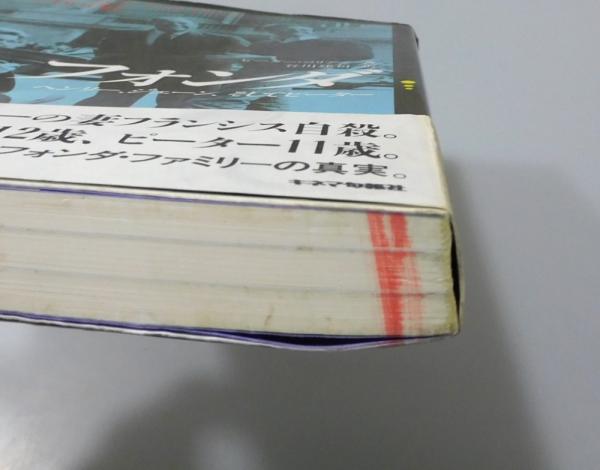 フォンダ
ーの妻フランシス自殺。
12歳、ピーター11歳。
フォンダ・ファミリーの真実。
キネマ旬報社